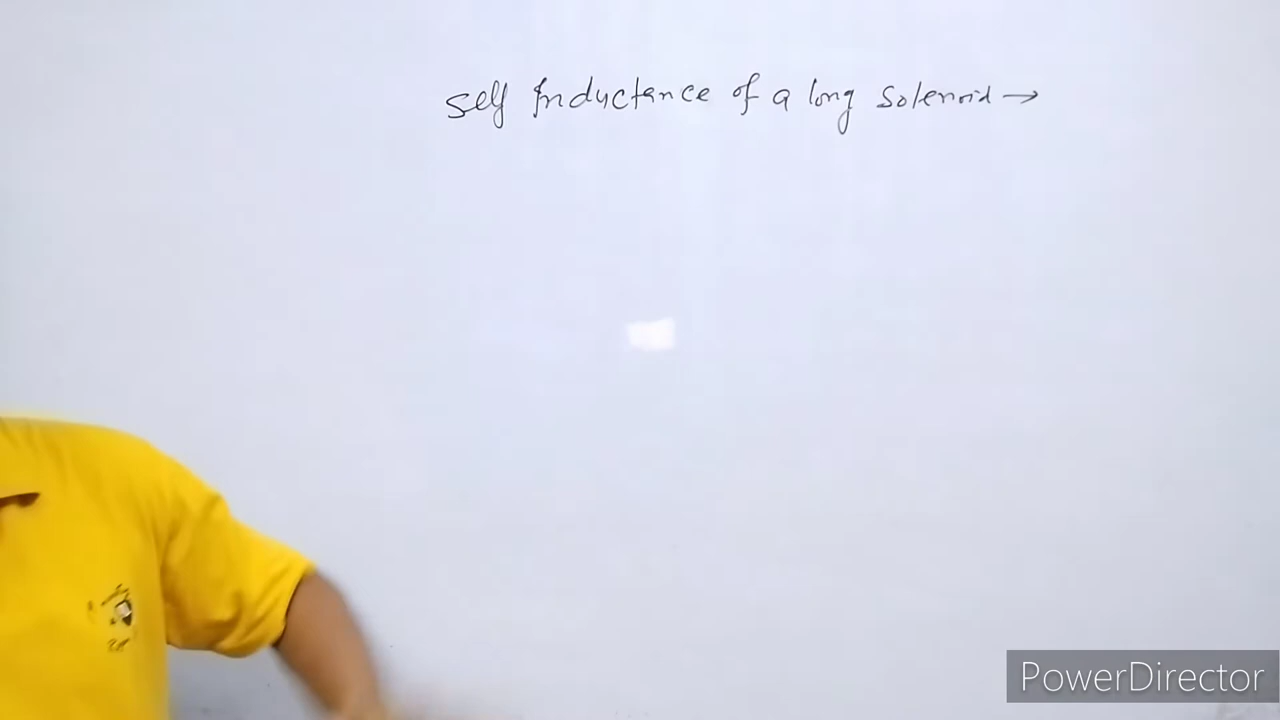 Self Inductance of a long Solenoid →
PowerDirector